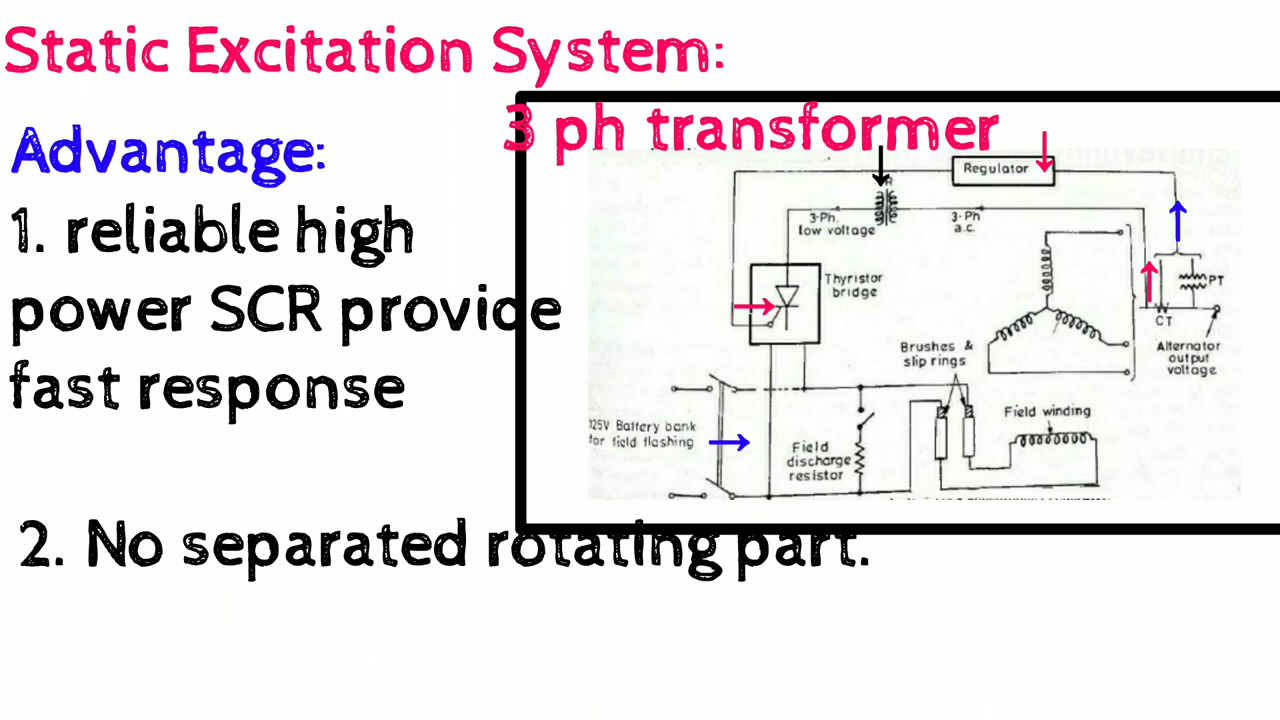 Static Excitation System:
3 ph transformer
Advantage:
1. reliable high
power SCR provide
fast response
2. No separated rotating part.
Regulator
R
3-Ph.
low voltage
3-Ph
a.c.
Thyristor
bridge
PT
CT
Alternator
output
voltage
Brushes &
slip rings
Field winding
125V Battery bank
for field flashing
Field
discharge
resistor